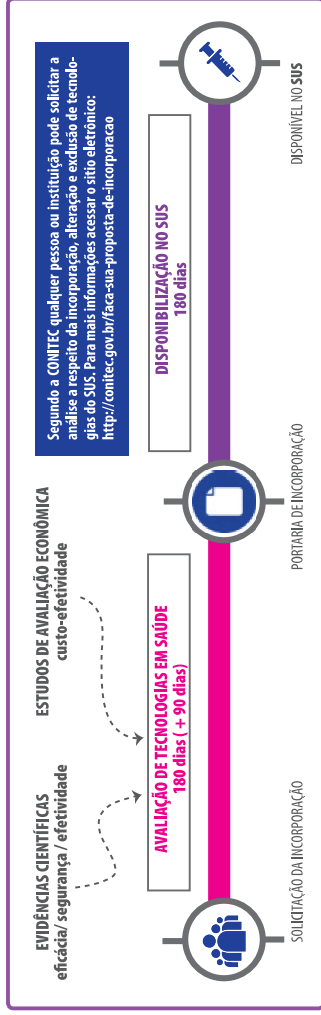 EVIDÊNCIAS CIENTÍFICAS
eficácia/ segurança / efetividade
ESTUDOS DE AVALIAÇÃO ECONÔMICA
custo-efetividade
Segundo a CONITEC qualquer pessoa ou instituição pode solicitar a
análise a respeito da incorporação, alteração e exclusão de tecnolo-
gias do SUS. Para mais informações acessar o sítio eletrônico:
http://conitec.gov.br/faca-sua-proposta-de-incorporacao
AVALIAÇÃO DE TECNOLOGIAS EM SAÚDE
180 dias ( + 90 dias)
DISPONIBILIZAÇÃO NO SUS
180 dias
SOLICITAÇÃO DA INCORPORAÇÃO
PORTARIA DE INCORPORAÇÃO
DISPONÍVEL NO SUS